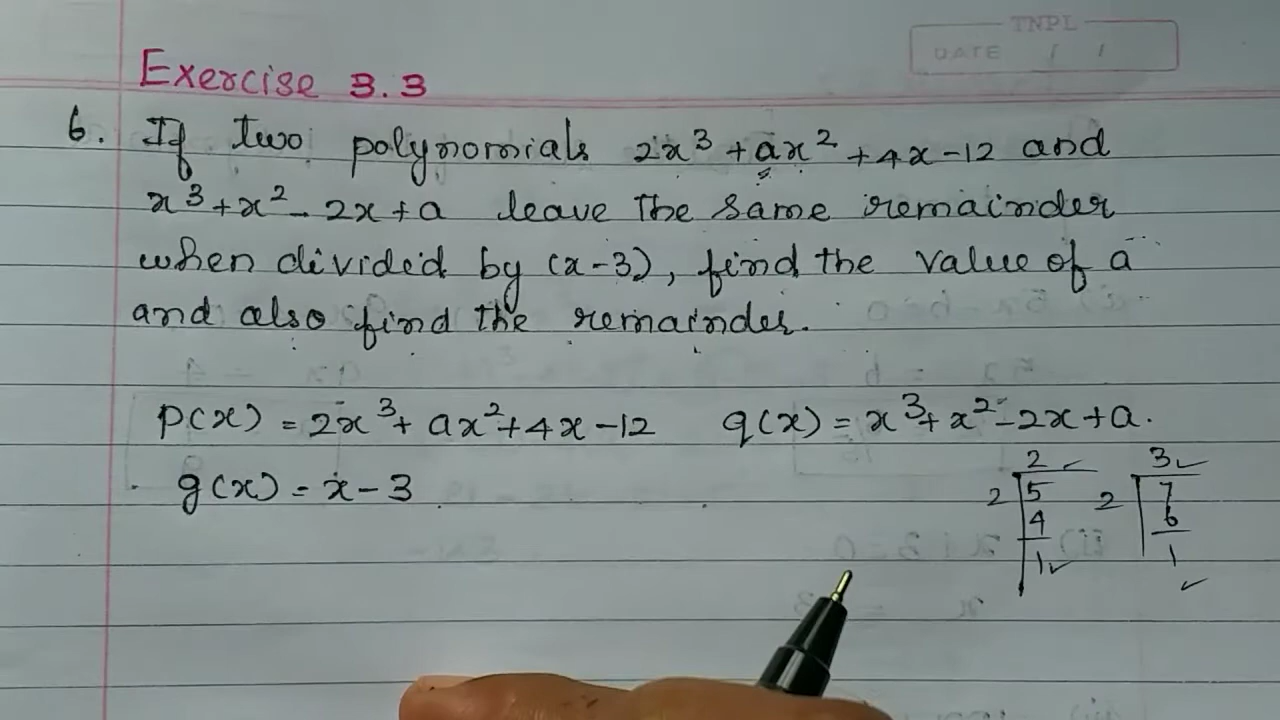 TNPL
DATE / /
Exercise 3.3
6. If two polynomials 2x³ + ax² + 4x - 12 and
x³ + x² - 2x + a leave the same remainder
when divided by (x - 3), find the value of a
and also find the remainder.
p(x) = 2x³ + ax² + 4x - 12 q(x) = x³ + x² - 2x + a.
g(x) = x - 3
2 3
2 5 2 7
4 6
1 1